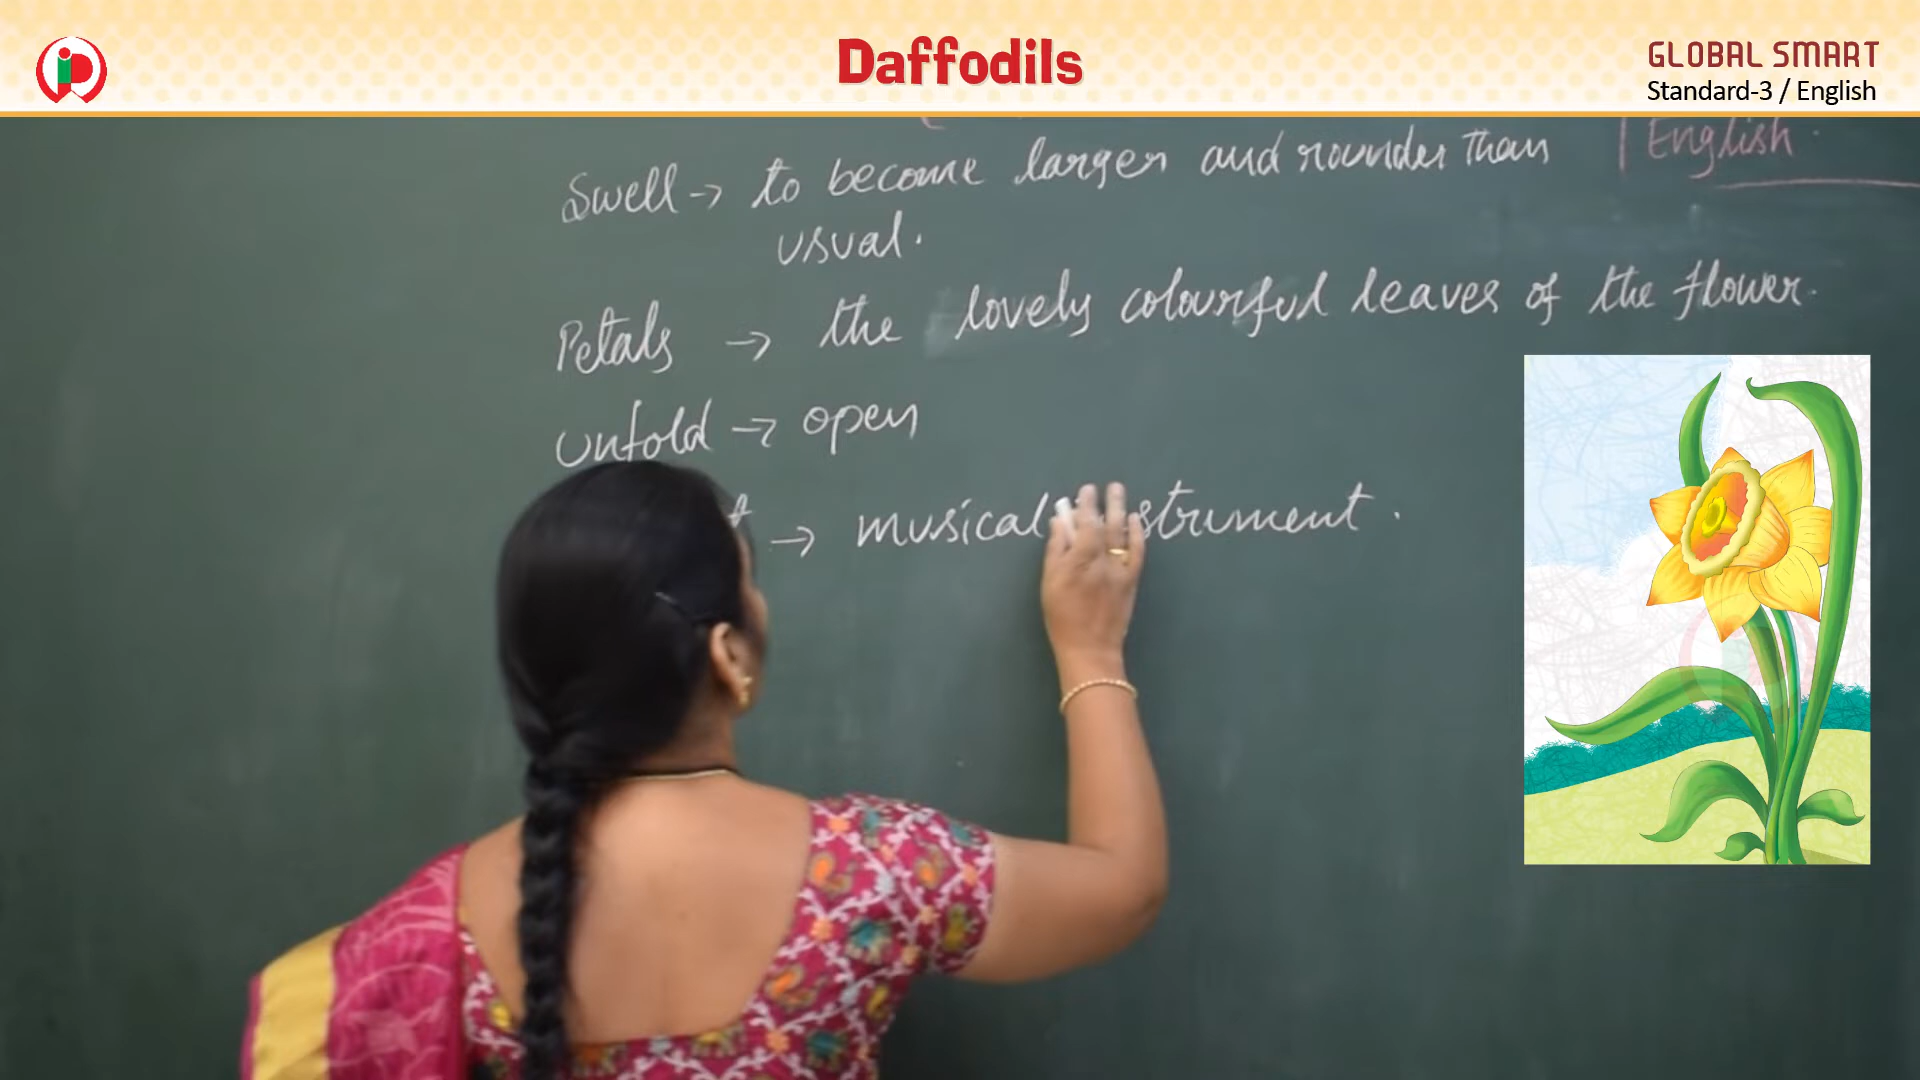 Daffodils
GLOBAL SMART
Standard-3 / English
English
Swell → to become larger and rounder than
usual.
Petals → the lovely colourful leaves of the flower.
Unfold → open
→ musical instrument.